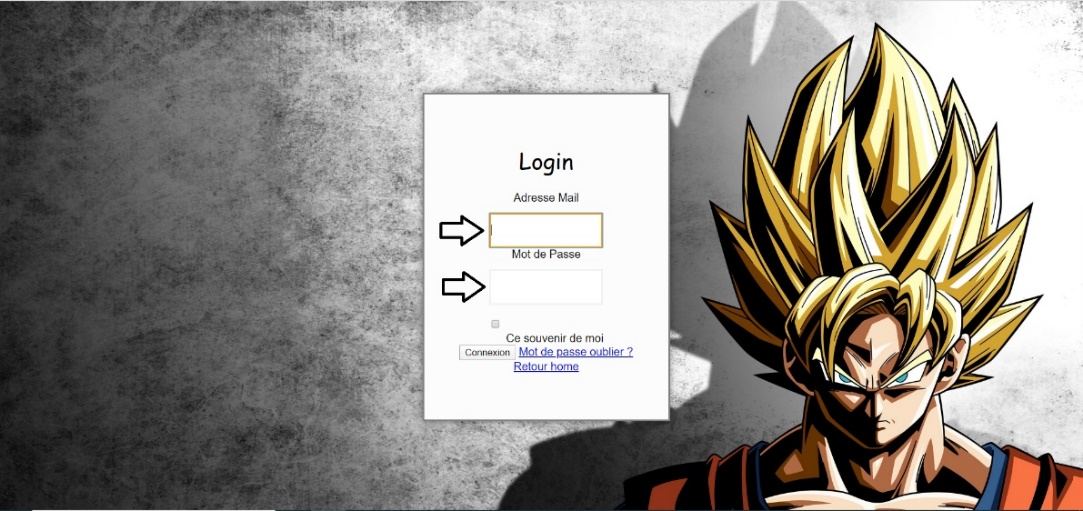 Login
Adresse Mail
Mot de Passe
Ce souvenir de moi
Connexion Mot de passe oublier ?
Retour home